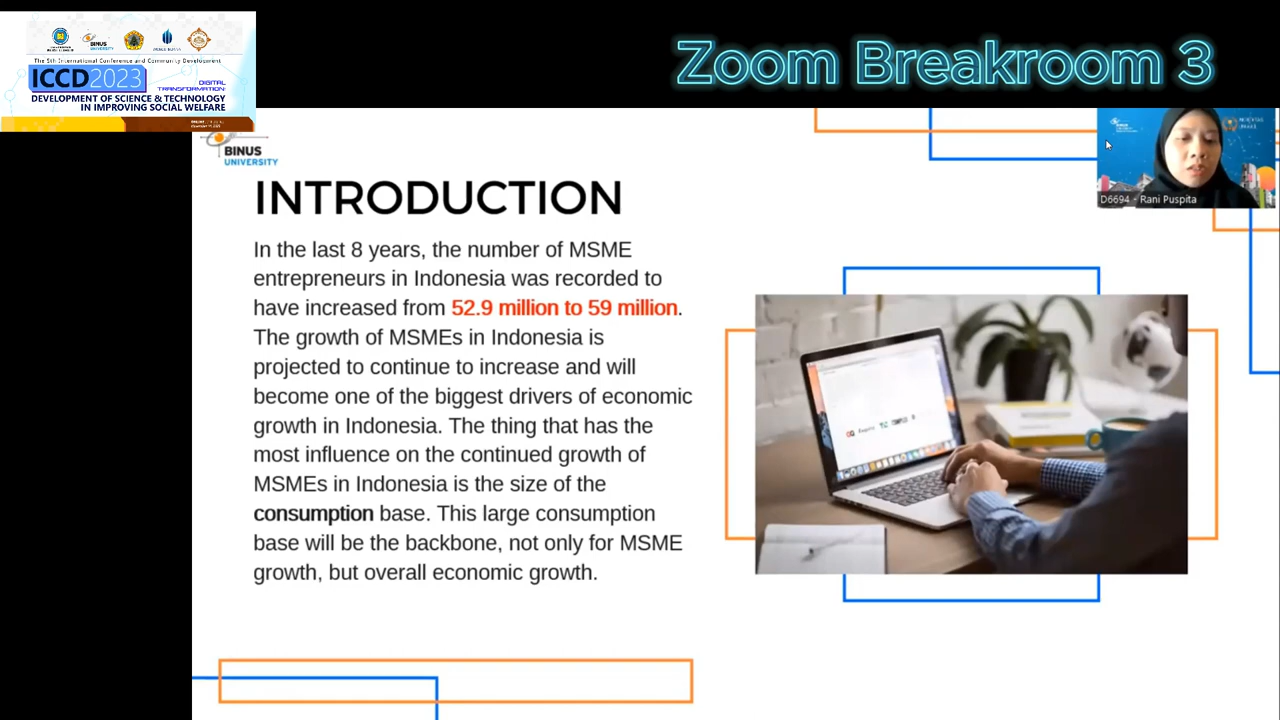 BINUS
UNIVERSITY
The 5th International Conference and Community Development
ICCD2023
DIGITAL
TRANSFORMATION:
DEVELOPMENT OF SCIENCE & TECHNOLOGY
IN IMPROVING SOCIAL WELFARE
Zoom Breakroom 3
BINUS
UNIVERSITY
D6694 - Rani Puspita
INTRODUCTION
In the last 8 years, the number of MSME
entrepreneurs in Indonesia was recorded to
have increased from 52.9 million to 59 million.
The growth of MSMEs in Indonesia is
projected to continue to increase and will
become one of the biggest drivers of economic
growth in Indonesia. The thing that has the
most influence on the continued growth of
MSMEs in Indonesia is the size of the
consumption base. This large consumption
base will be the backbone, not only for MSME
growth, but overall economic growth.